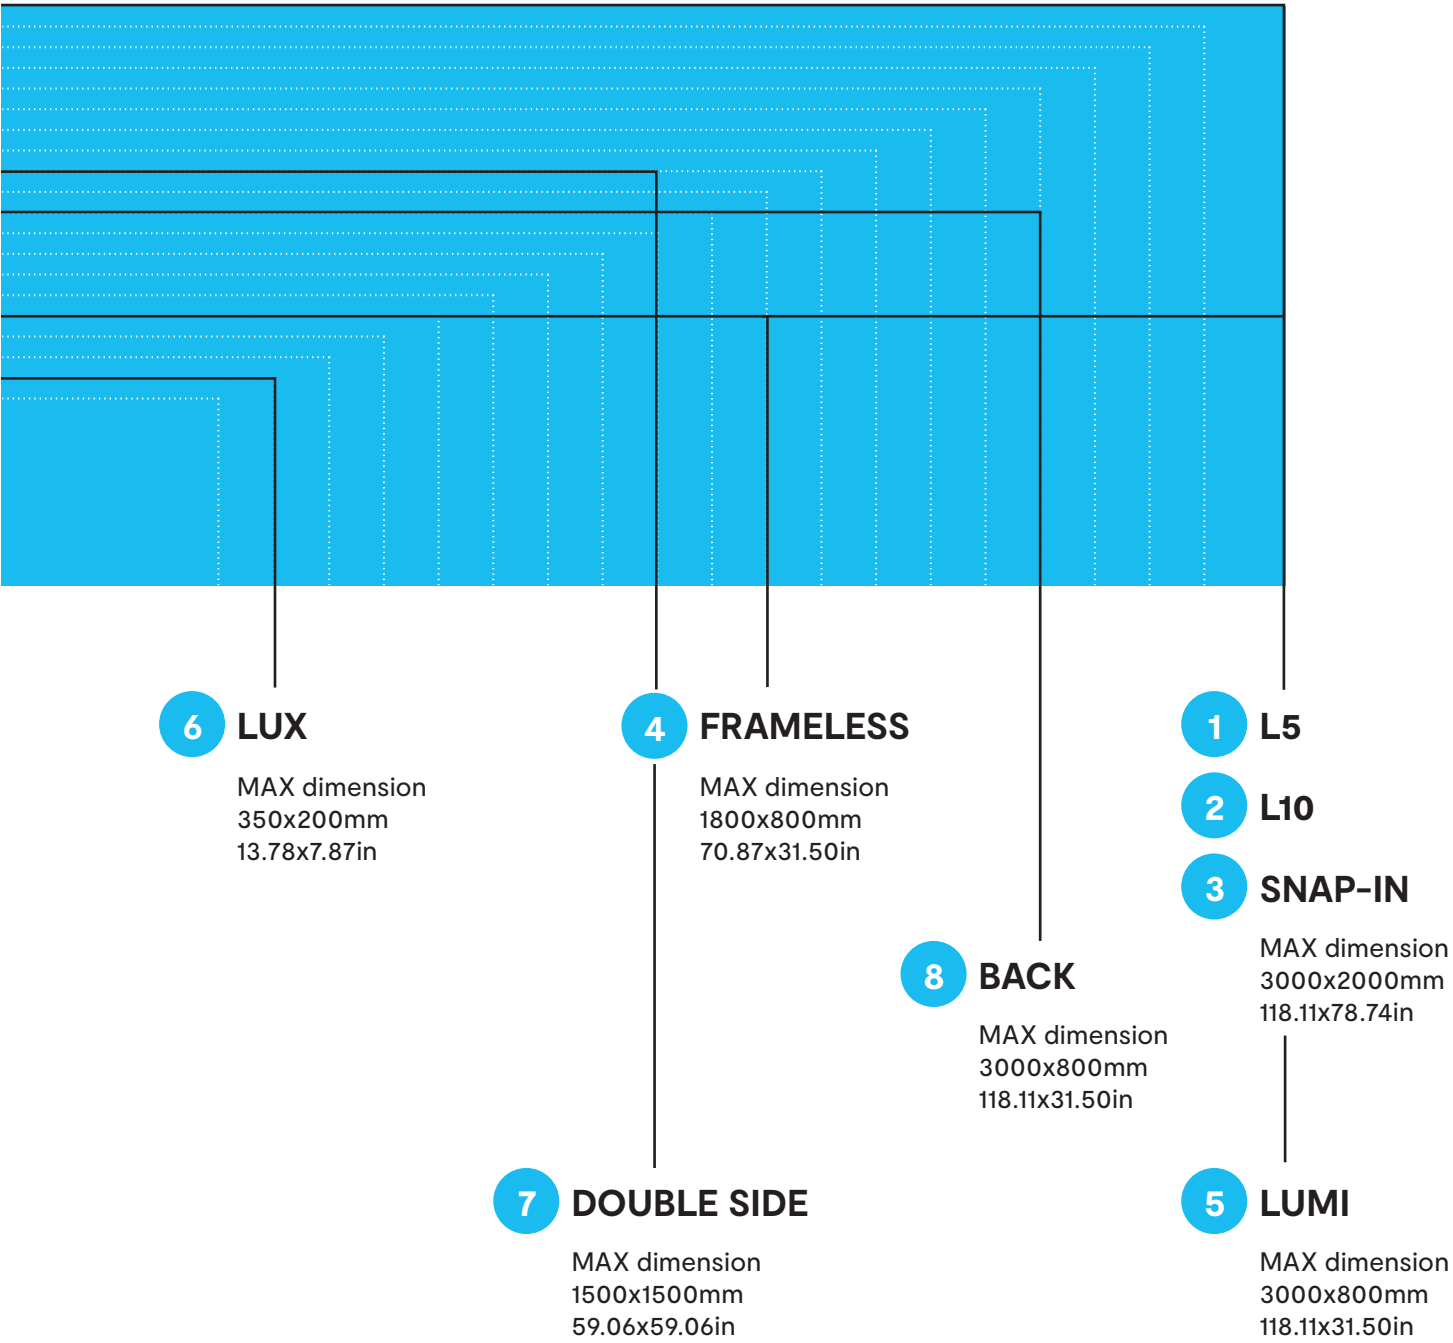 6 LUX
MAX dimension
350x200mm
13.78x7.87in
4 FRAMELESS
MAX dimension
1800x800mm
70.87x31.50in
1 L5
2 L10
3 SNAP-IN
MAX dimension
3000x2000mm
118.11x78.74in
8 BACK
MAX dimension
3000x800mm
118.11x31.50in
7 DOUBLE SIDE
MAX dimension
1500x1500mm
59.06x59.06in
5 LUMI
MAX dimension
3000x800mm
118.11x31.50in